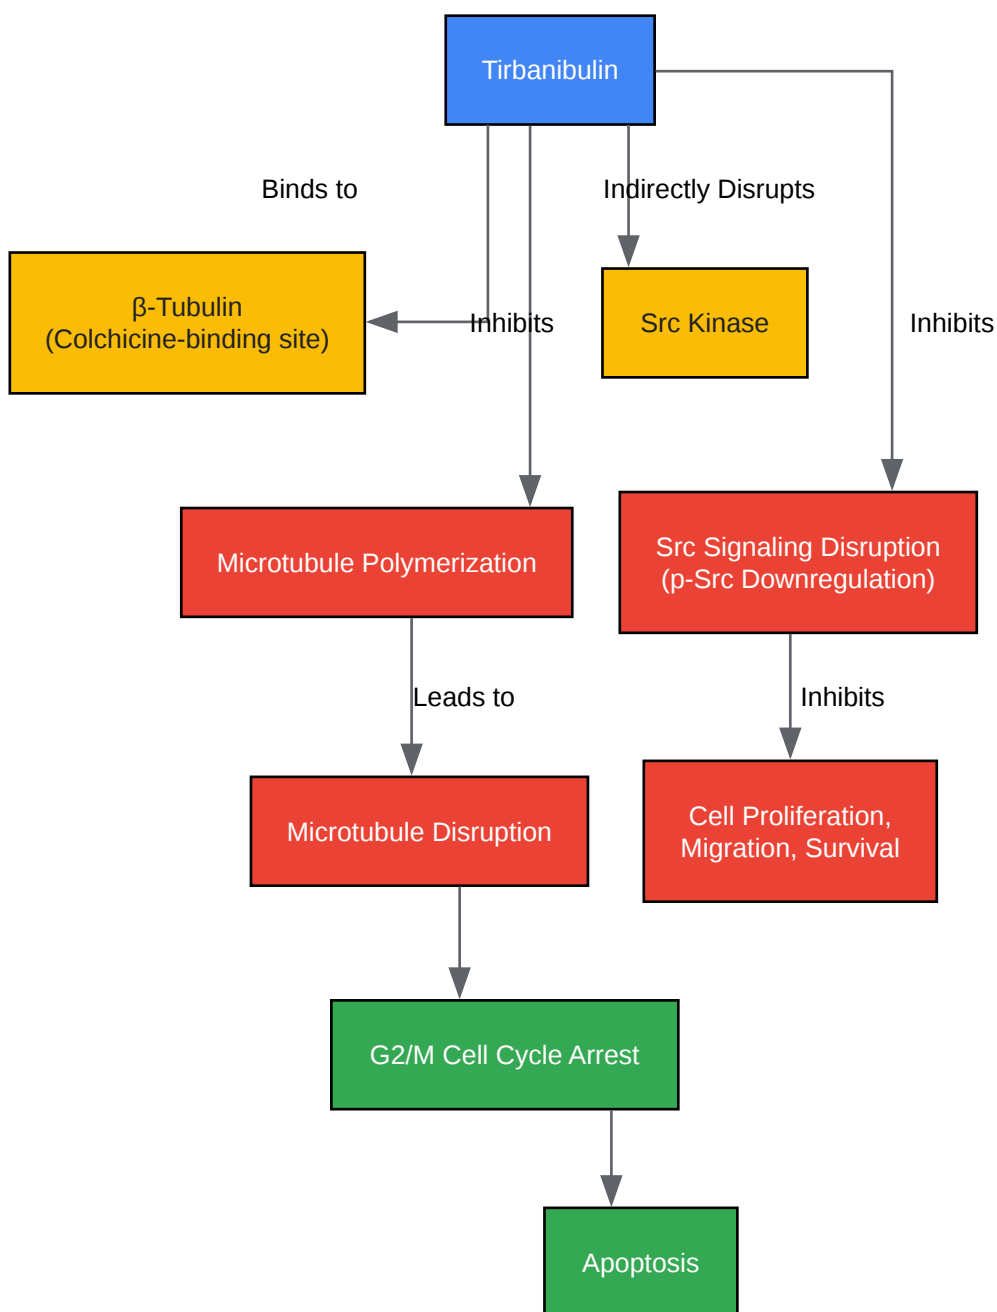 Tirbanibulin
Binds to
Indirectly Disrupts
β-Tubulin
(Colchicine-binding site)
Inhibits
Src Kinase
Inhibits
Microtubule Polymerization
Src Signaling Disruption
(p-Src Downregulation)
Leads to
Inhibits
Microtubule Disruption
Cell Proliferation,
Migration, Survival
G2/M Cell Cycle Arrest
Apoptosis